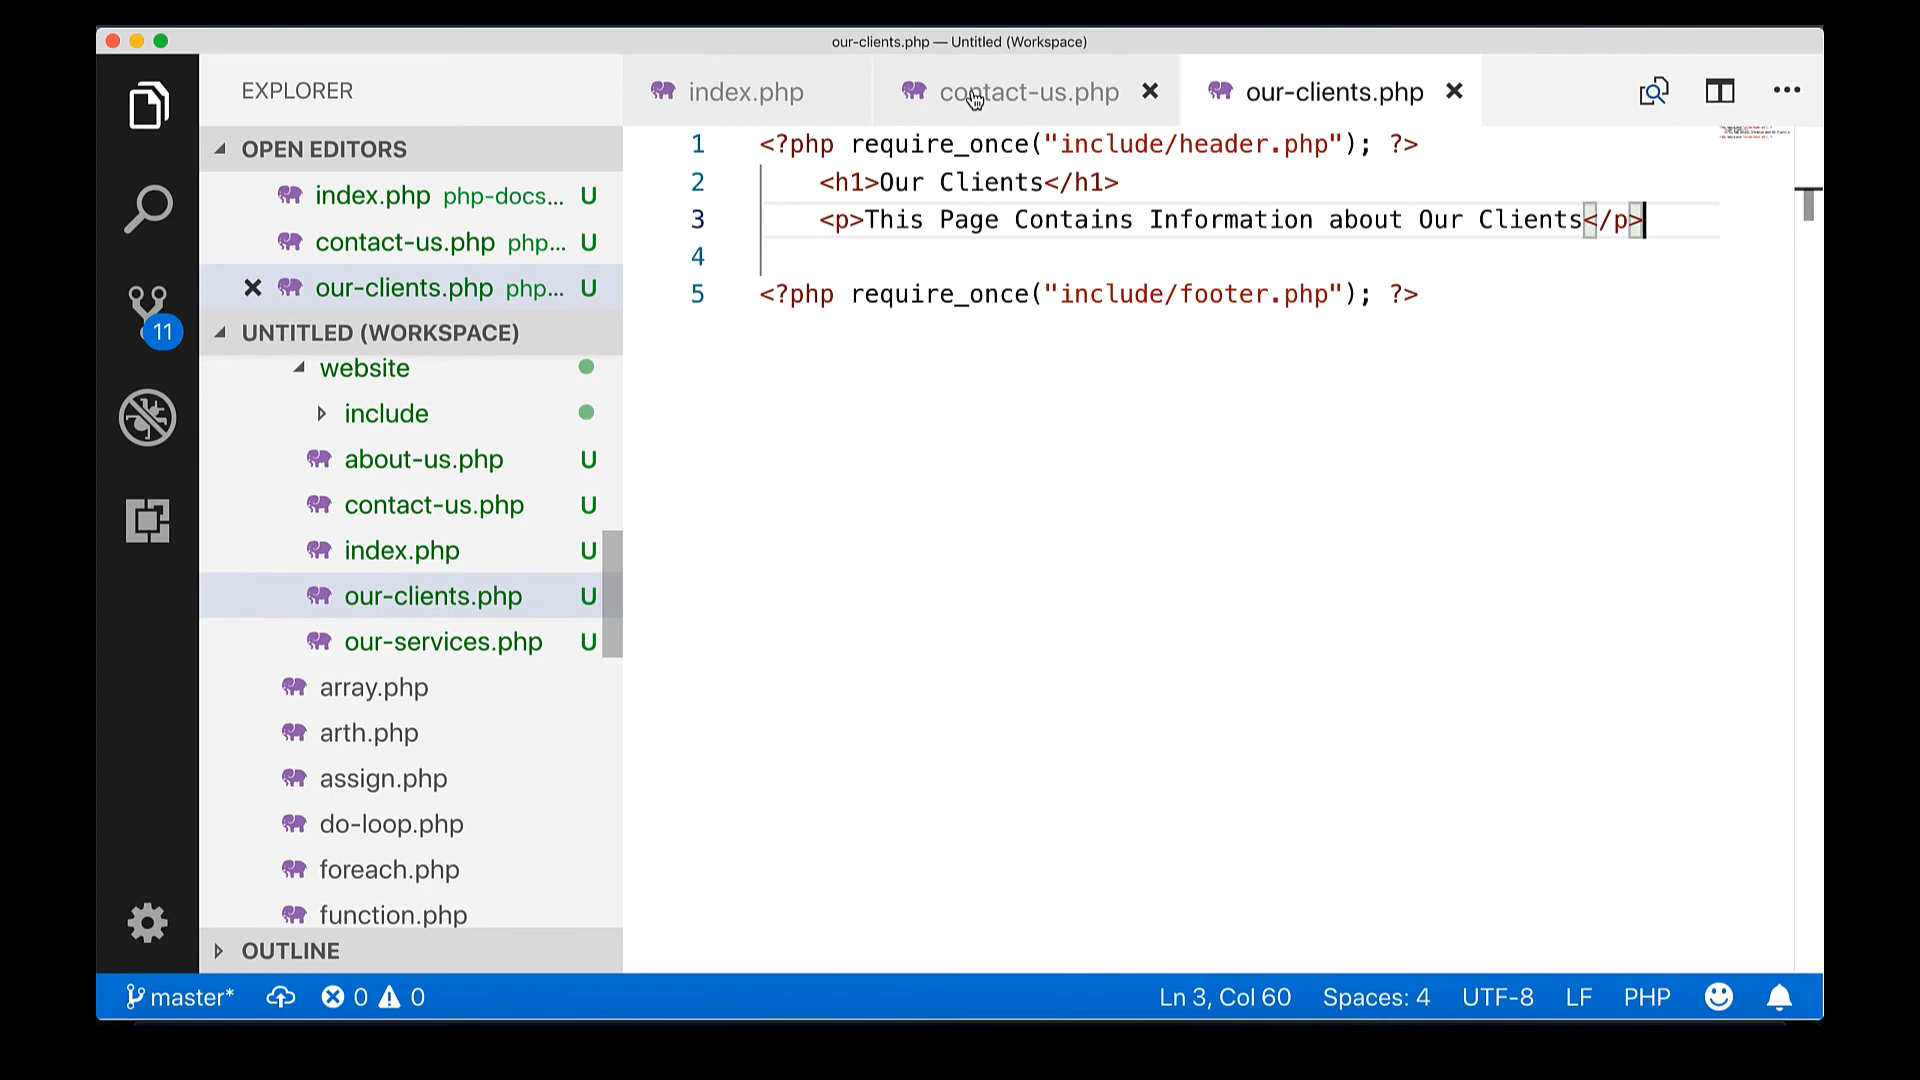 our-clients.php — Untitled (Workspace)
EXPLORER
OPEN EDITORS
index.php php-docs... U
contact-us.php php... U
our-clients.php php... U
11
UNTITLED (WORKSPACE)
website
include
about-us.php U
contact-us.php U
index.php U
our-clients.php U
our-services.php U
array.php
arth.php
assign.php
do-loop.php
foreach.php
function.php
OUTLINE
index.php contact-us.php our-clients.php
1 <?php require_once("include/header.php"); ?>
2 <h1>Our Clients</h1>
3 <p>This Page Contains Information about Our Clients</p>
4
5 <?php require_once("include/footer.php"); ?>
master* 0 0 Ln 3, Col 60 Spaces: 4 UTF-8 LF PHP